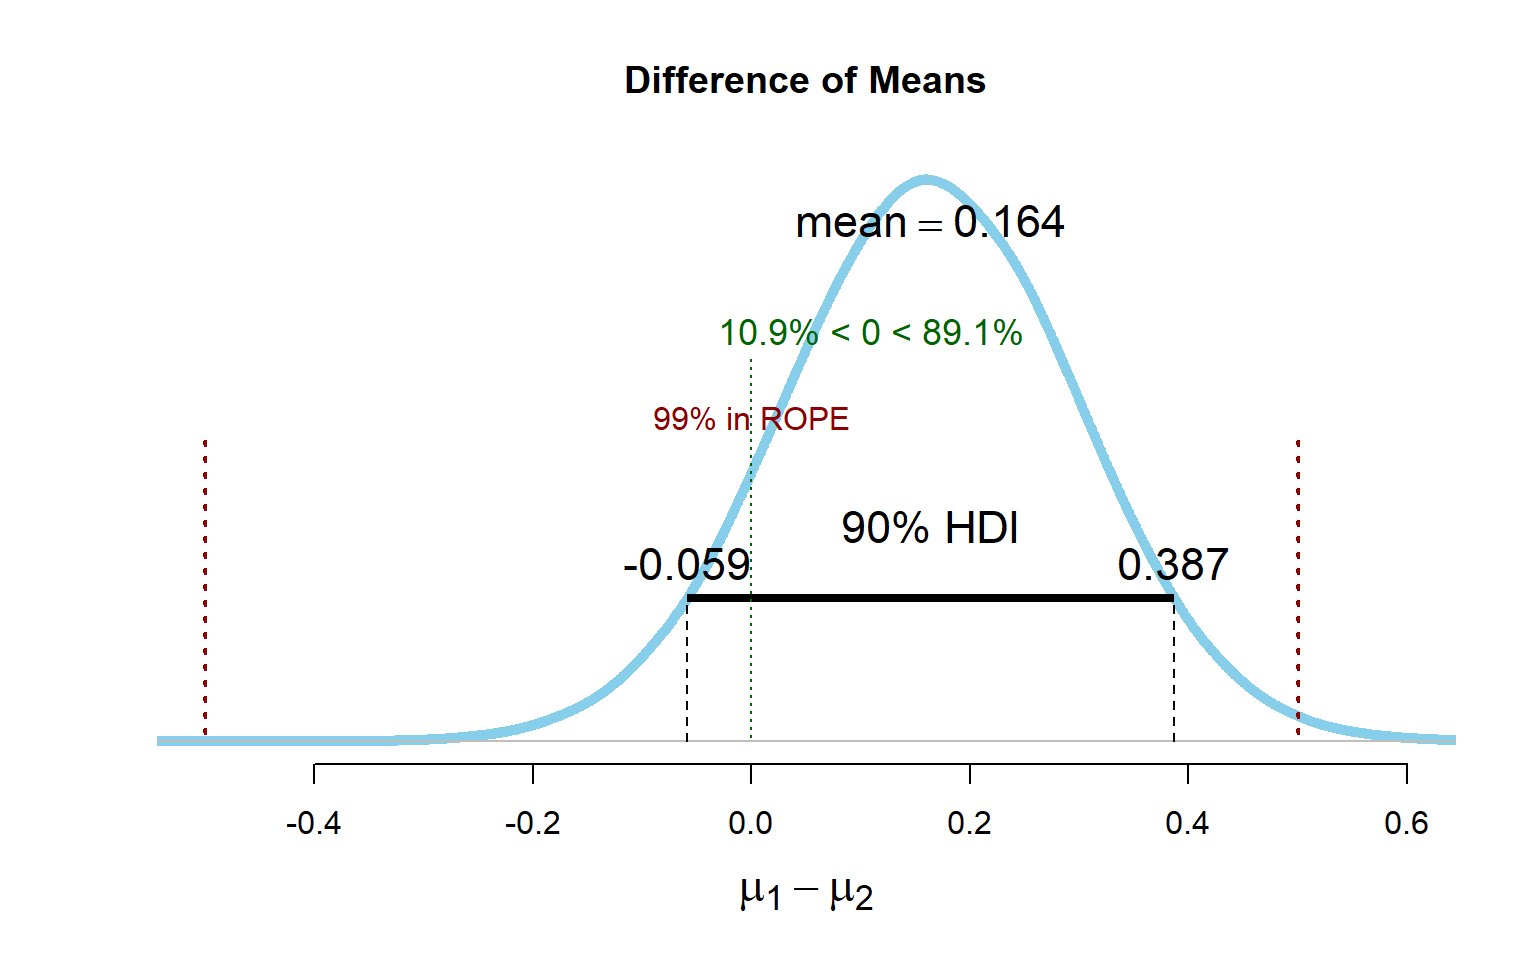 Difference of Means
mean = 0.164
10.9% < 0 < 89.1%
99% in ROPE
90% HDI
-0.059 0.387
-0.4 -0.2 0.0 0.2 0.4 0.6
μ1 − μ2